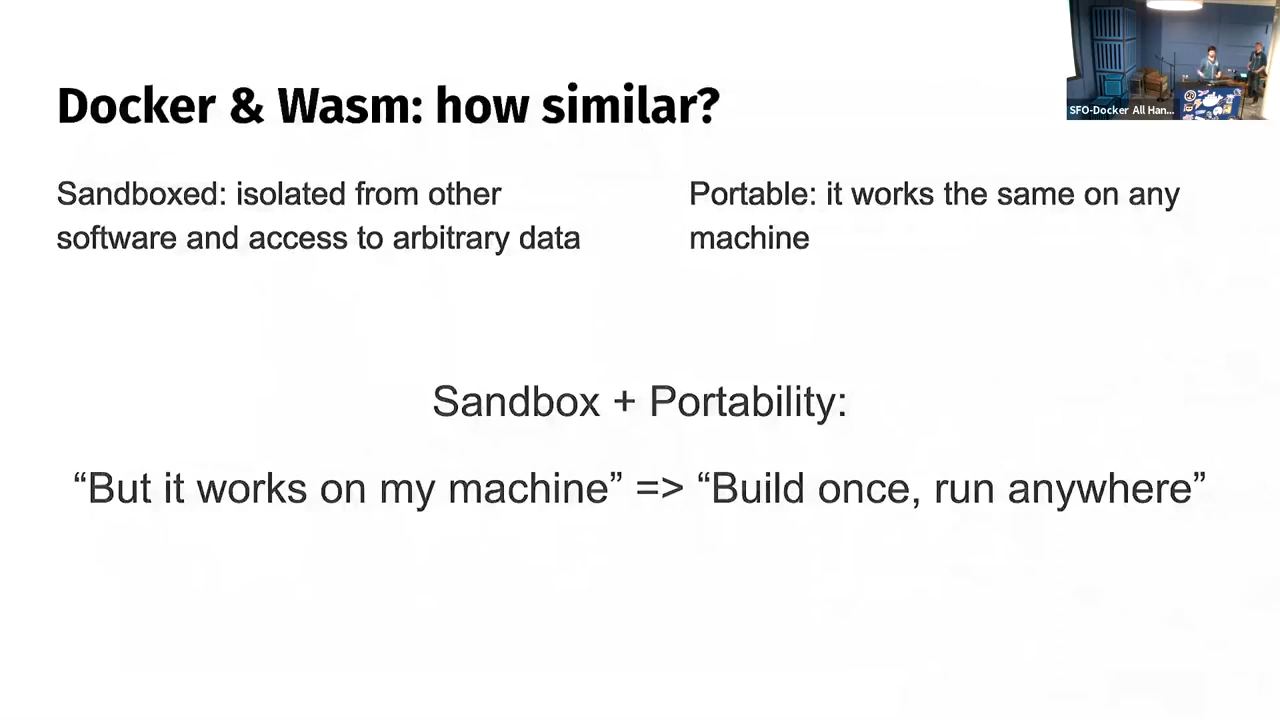 Docker & Wasm: how similar?
Sandboxed: isolated from other
software and access to arbitrary data
Portable: it works the same on any
machine
Sandbox + Portability:
“But it works on my machine” => “Build once, run anywhere”
SFO-Docker All Han...